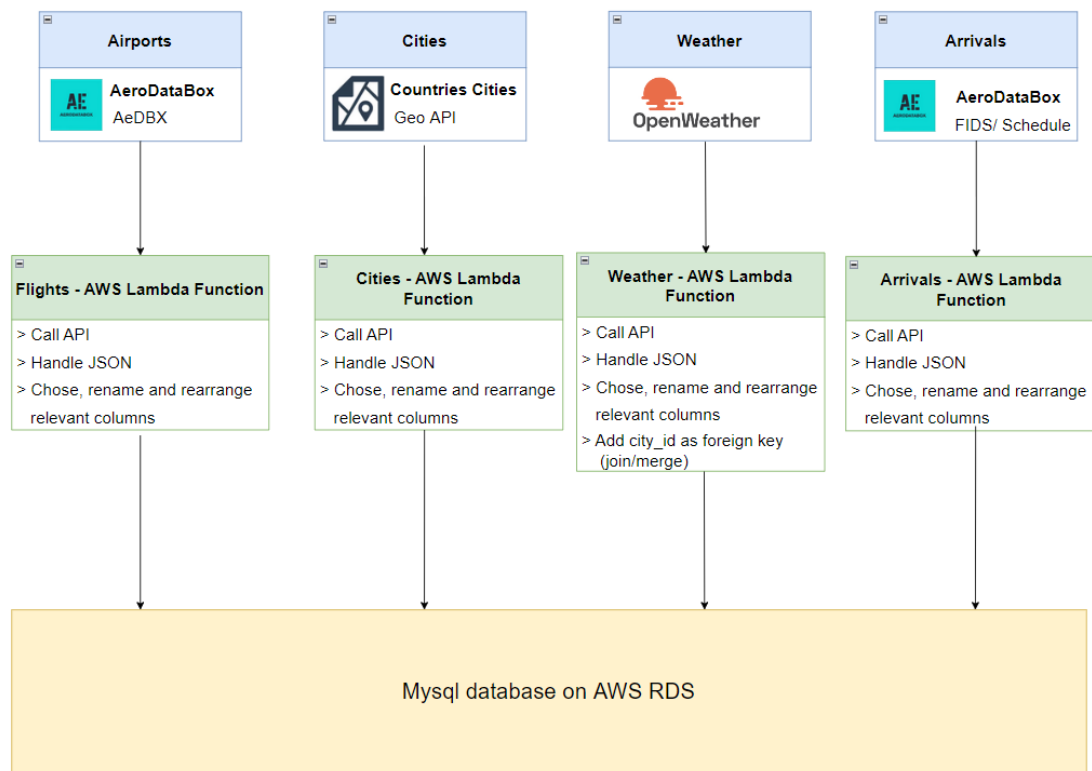 Airports
AE
AERODATABOX
AeroDataBox
AeDBX
Cities
Countries Cities
Geo API
Weather
OpenWeather
Arrivals
AE
AERODATABOX
AeroDataBox
FIDS/ Schedule
Flights - AWS Lambda Function
> Call API
> Handle JSON
> Chose, rename and rearrange
relevant columns
Cities - AWS Lambda
Function
> Call API
> Handle JSON
> Chose, rename and rearrange
relevant columns
Weather - AWS Lambda
Function
> Call API
> Handle JSON
> Chose, rename and rearrange
relevant columns
> Add city_id as foreign key
(join/merge)
Arrivals - AWS Lambda
Function
> Call API
> Handle JSON
> Chose, rename and rearrange
relevant columns
Mysql database on AWS RDS